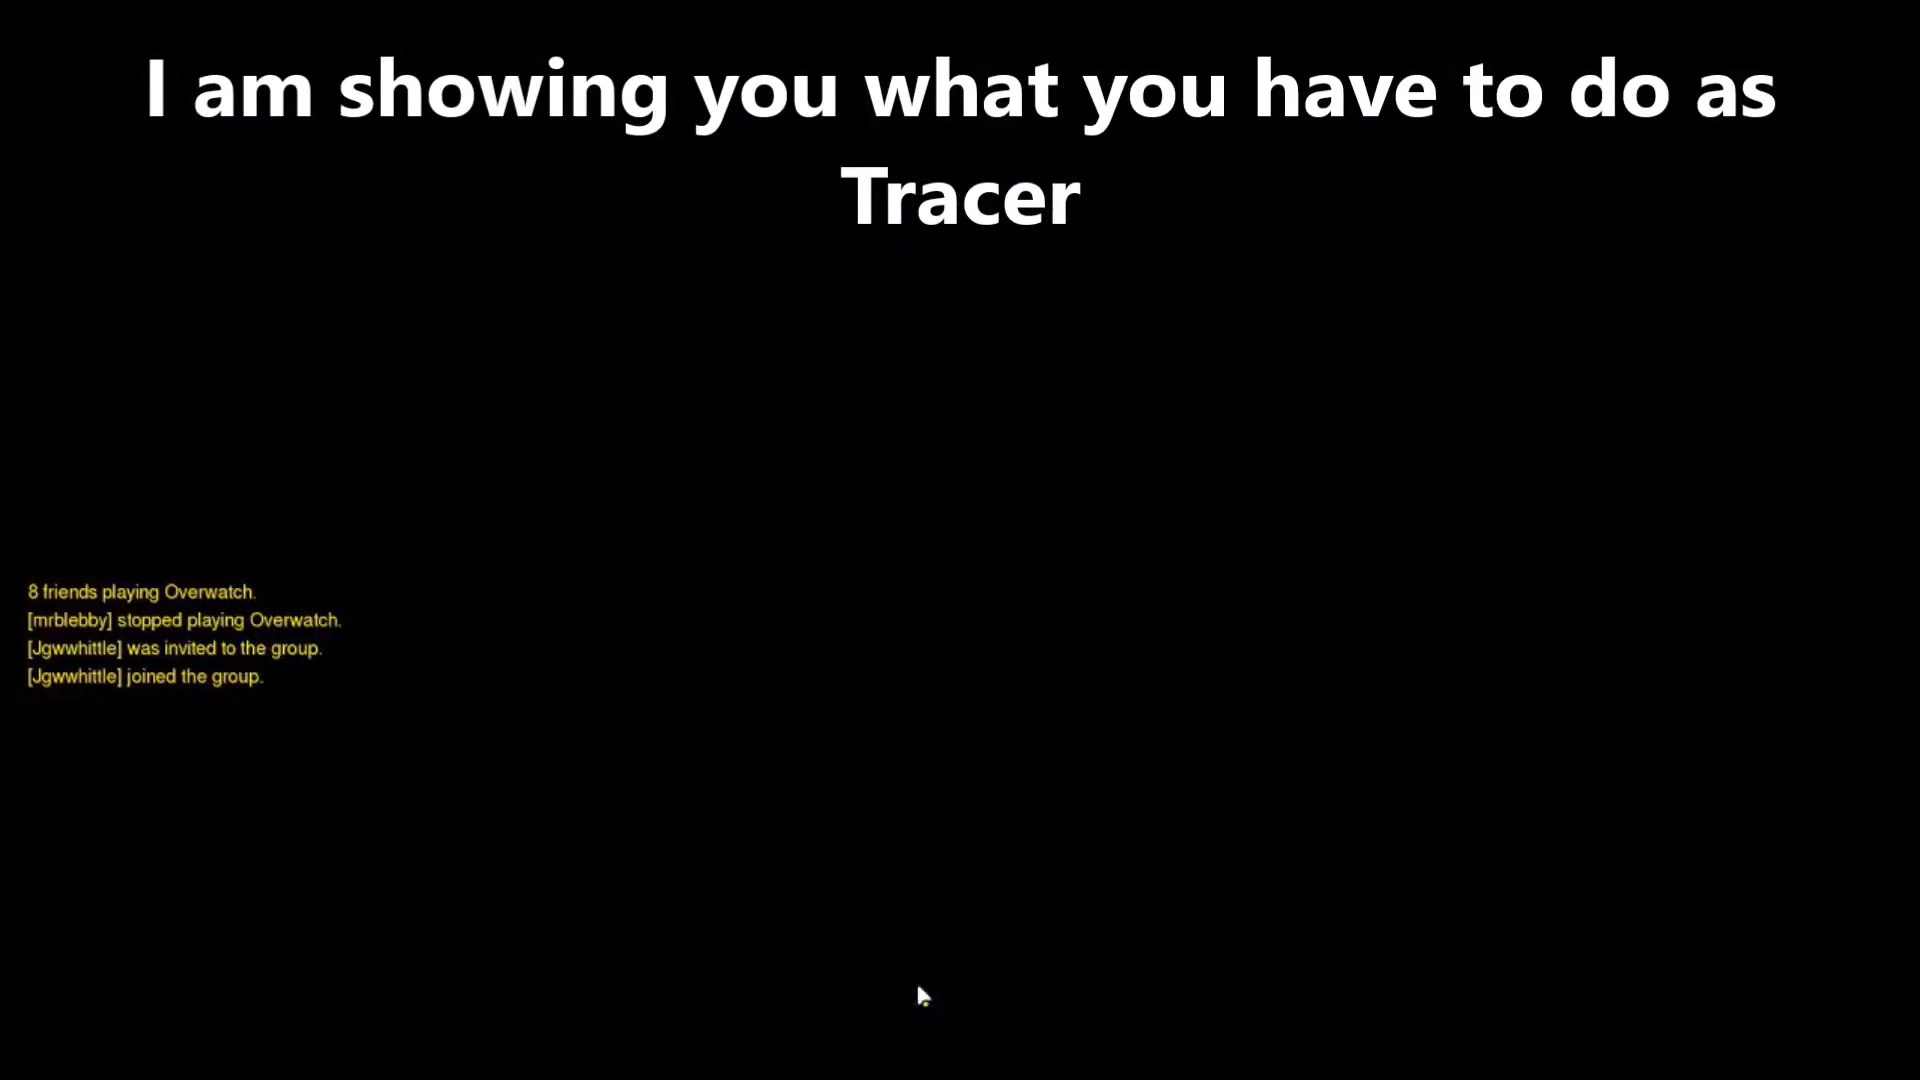 I am showing you what you have to do as
Tracer
8 friends playing Overwatch.
[mrblebby] stopped playing Overwatch.
[Jgwwhittle] was invited to the group.
[Jgwwhittle] joined the group.